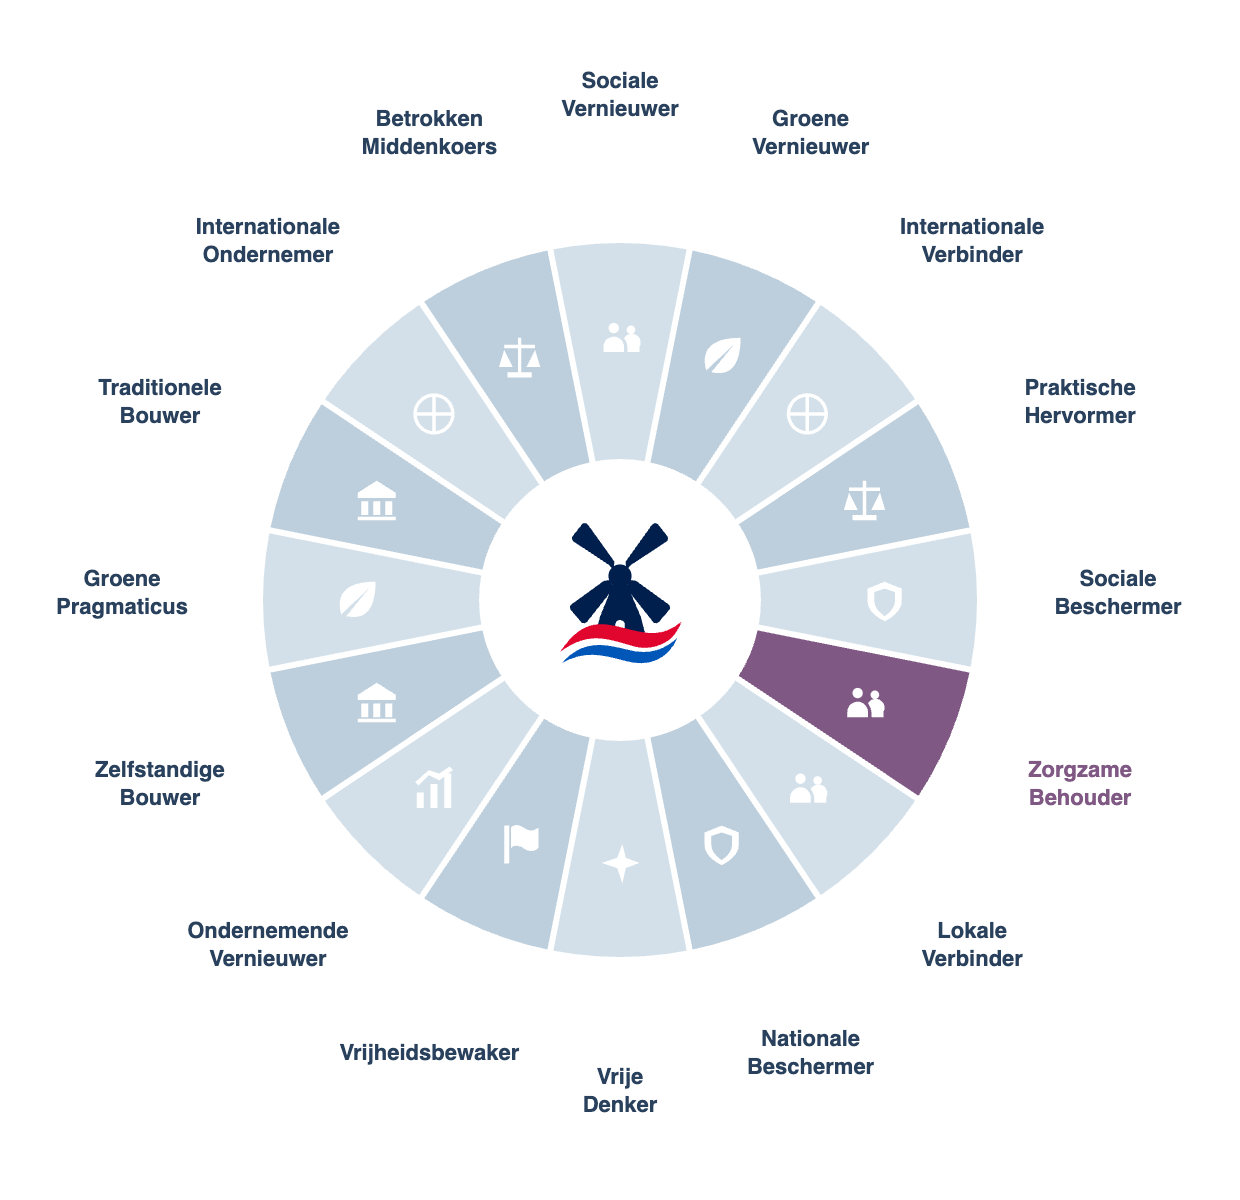 Sociale
Vernieuwer
Groene
Vernieuwer
Internationale
Verbinder
Praktische
Hervormer
Sociale
Beschermer
Zorgzame
Behouder
Lokale
Verbinder
Nationale
Beschermer
Vrije
Denker
Vrijheidsbewaker
Ondernemende
Vernieuwer
Zelfstandige
Bouwer
Groene
Pragmaticus
Traditionele
Bouwer
Internationale
Ondernemer
Betrokken
Middenkoers